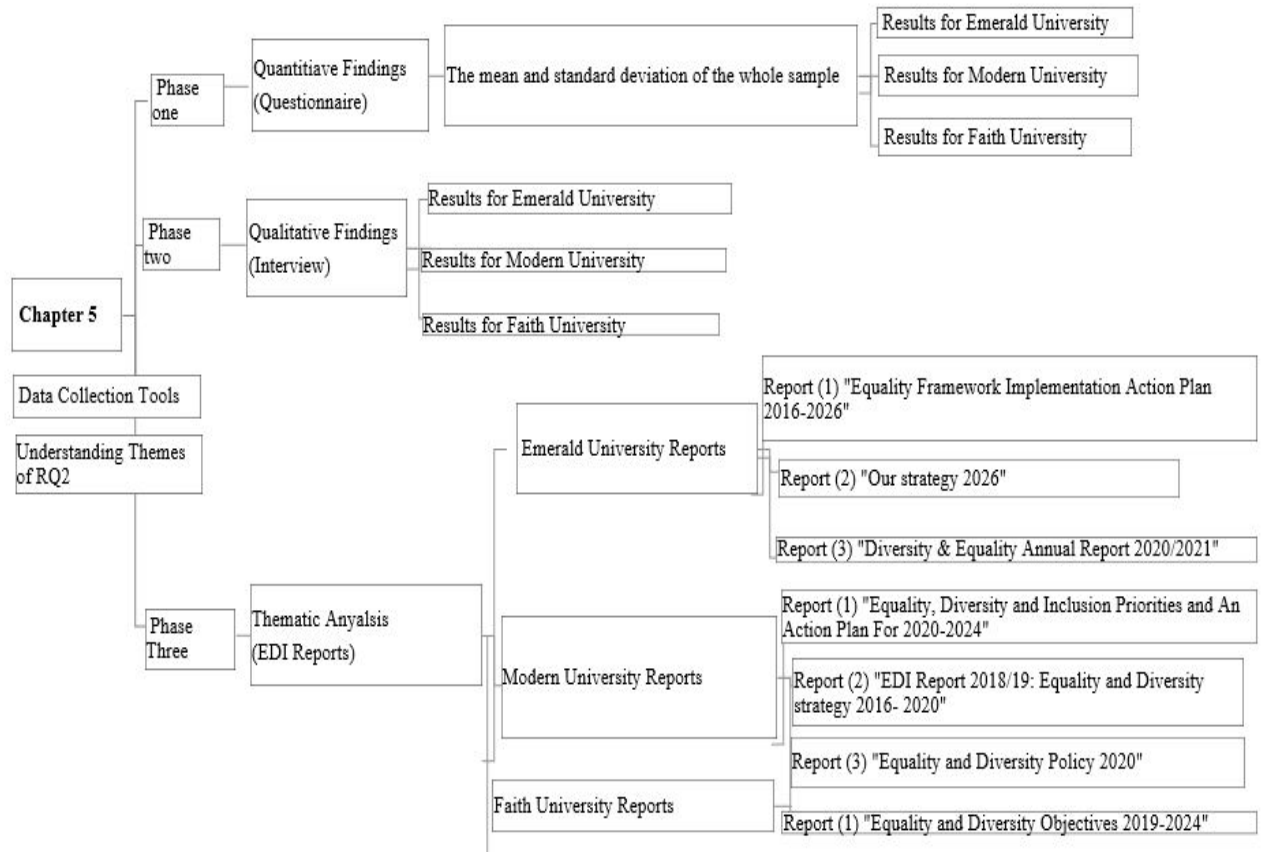 Chapter 5
Data Collection Tools
Understanding Themes
of RQ2
Phase
one
Quantitiave Findings
(Questionnaire)
The mean and standard deviation of the whole sample
Results for Emerald University
Results for Modern University
Results for Faith University
Phase
two
Qualitative Findings
(Interview)
Results for Emerald University
Results for Modern University
Results for Faith University
Phase
Three
Thematic Anyalsis
(EDI Reports)
Emerald University Reports
Report (1) "Equality Framework Implementation Action Plan
2016-2026"
Report (2) "Our strategy 2026"
Report (3) "Diversity & Equality Annual Report 2020/2021"
Modern University Reports
Report (1) "Equality, Diversity and Inclusion Priorities and An
Action Plan For 2020-2024"
Report (2) "EDI Report 2018/19: Equality and Diversity
strategy 2016- 2020"
Report (3) "Equality and Diversity Policy 2020"
Faith University Reports
Report (1) "Equality and Diversity Objectives 2019-2024"